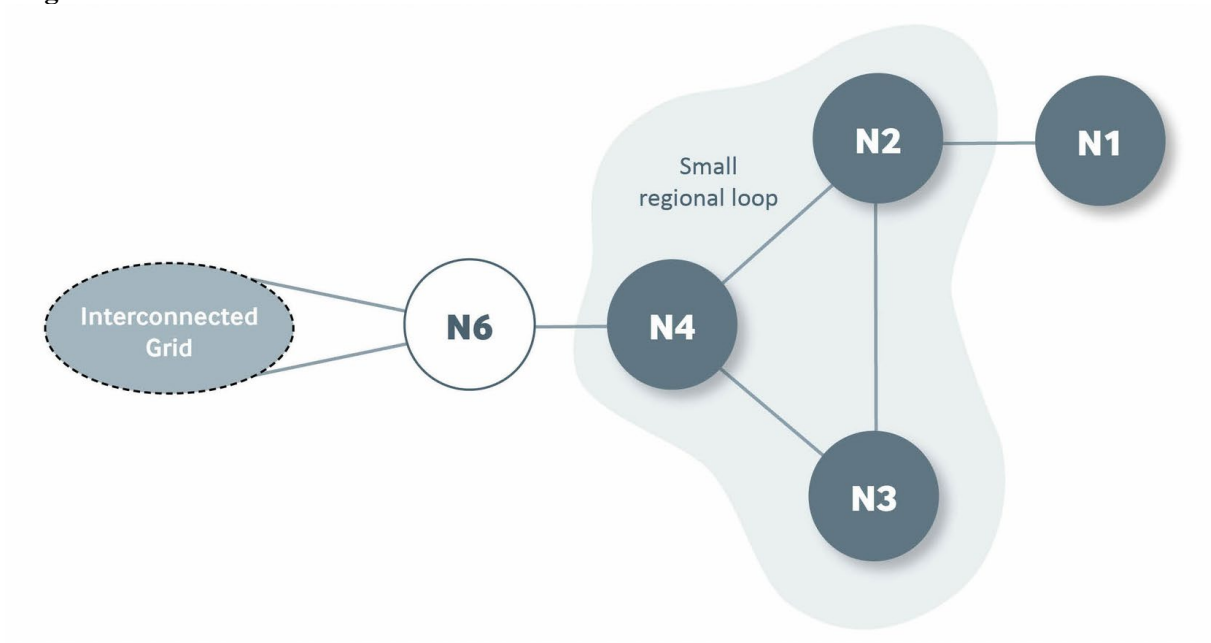 N2
N1
Small
regional loop
Interconnected
Grid
N6
N4
N3